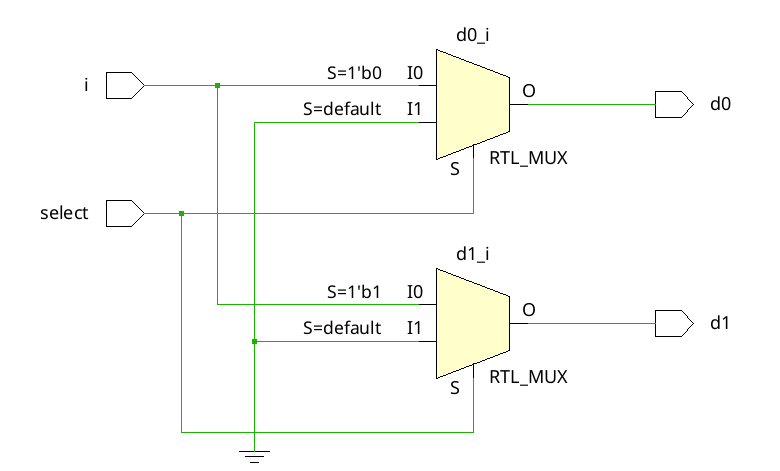 d0_i
i
S=1'b0 I0
S=default I1
O
d0
S
RTL_MUX
select
d1_i
S=1'b1 I0
S=default I1
O
d1
S
RTL_MUX